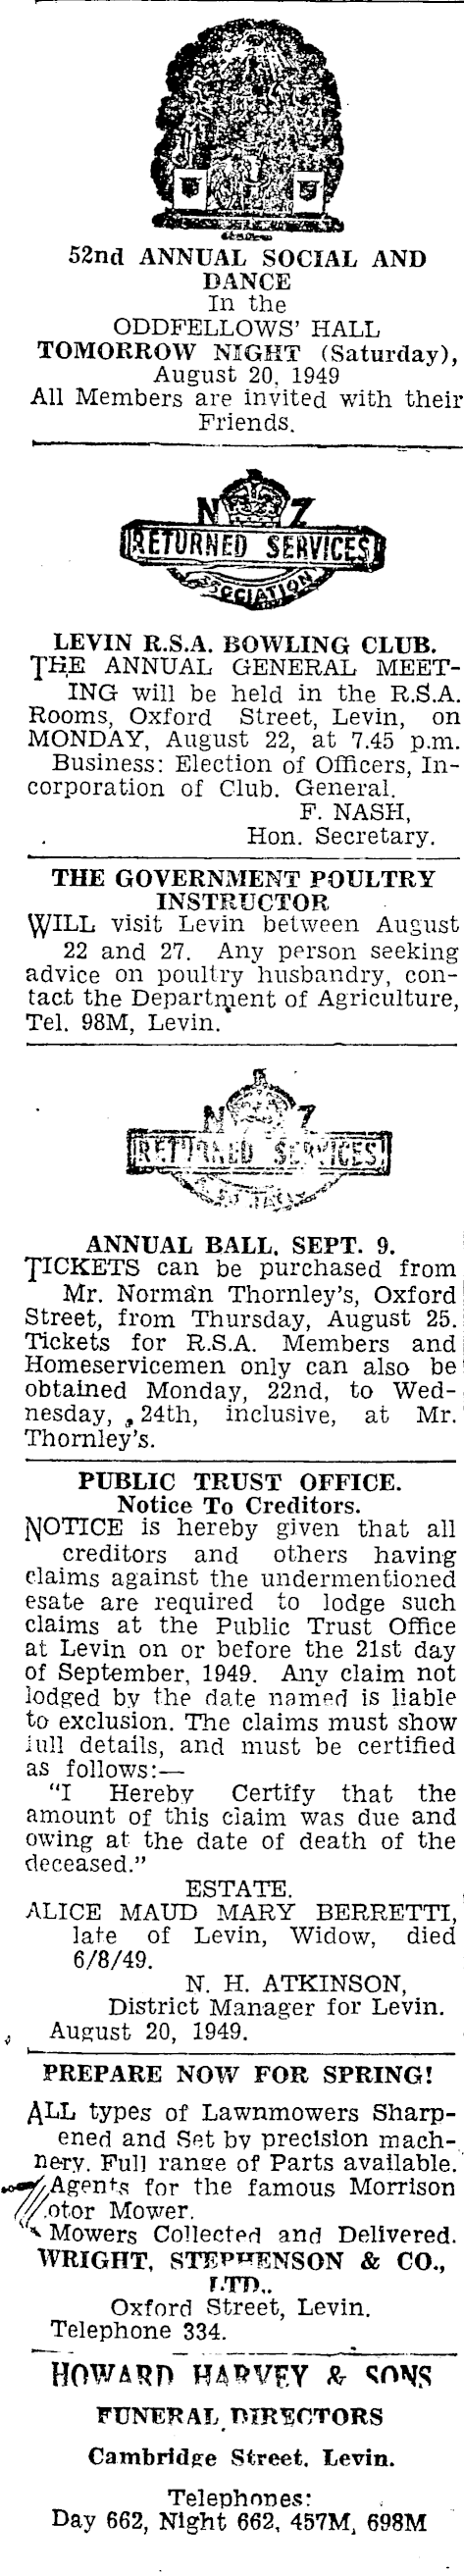 52nd ANNUAL SOCIAL AND
DANCE
In the
ODDFELLOWS' HALL
TOMORROW NIGHT (Saturday),
August 20, 1949
All Members are invited with their
Friends.
N Z
RETURNED SERVICES
ASSOCIATION
LEVIN R.S.A. BOWLING CLUB.
THE ANNUAL GENERAL MEET-
ING will be held in the R.S.A.
Rooms, Oxford Street, Levin, on
MONDAY, August 22, at 7.45 p.m.
Business: Election of Officers, In-
corporation of Club. General.
F. NASH,
Hon. Secretary.
THE GOVERNMENT POULTRY
INSTRUCTOR
WILL visit Levin between August
22 and 27. Any person seeking
advice on poultry husbandry, con-
tact the Department of Agriculture,
Tel. 98M, Levin.
N Z
RETURNED SERVICES
ANNUAL BALL, SEPT. 9.
TICKETS can be purchased from
Mr. Norman Thornley's, Oxford
Street, from Thursday, August 25.
Tickets for R.S.A. Members and
Homeservicemen only can also be
obtained Monday, 22nd, to Wed-
nesday, 24th, inclusive, at Mr.
Thornley's.
PUBLIC TRUST OFFICE.
Notice To Creditors.
NOTICE is hereby given that all
creditors and others having
claims against the undermentioned
esate are required to lodge such
claims at the Public Trust Office
at Levin on or before the 21st day
of September, 1949. Any claim not
lodged by the date named is liable
to exclusion. The claims must show
full details, and must be certified
as follows:—
"I Hereby Certify that the
amount of this claim was due and
owing at the date of death of the
deceased."
ESTATE.
ALICE MAUD MARY BERRETTI,
late of Levin, Widow, died
6/8/49.
N. H. ATKINSON,
District Manager for Levin.
August 20, 1949.
PREPARE NOW FOR SPRING!
ALL types of Lawnmowers Sharp-
ened and Set by precision mach-
nery. Full range of Parts available.
Agents for the famous Morrison
otor Mower.
Mowers Collected and Delivered.
WRIGHT, STEPHENSON & CO.,
LTD.,
Oxford Street, Levin.
Telephone 334.
HOWARD HARVEY & SONS
FUNERAL DIRECTORS
Cambridge Street, Levin.
Telephones:
Day 662, Night 662, 457M, 698M